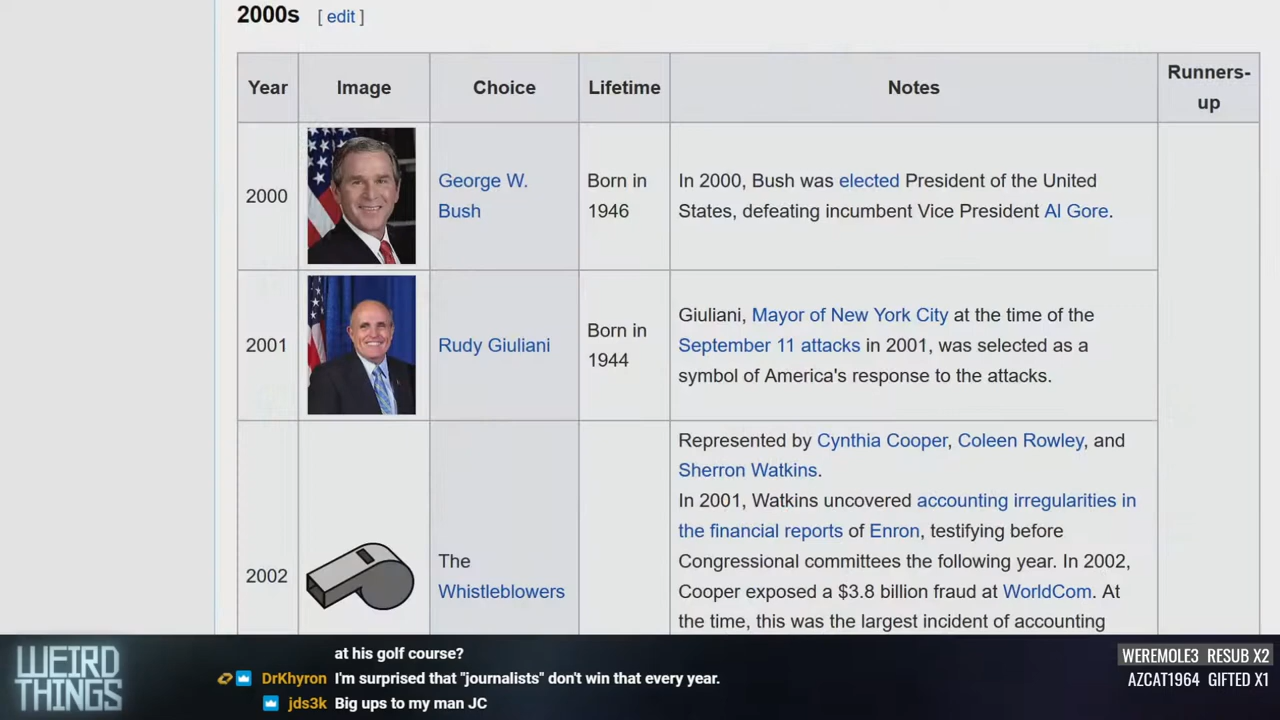 2000s [ edit ]
Year Image Choice Lifetime Notes Runners-
up
2000
George W.
Bush
Born in
1946
In 2000, Bush was elected President of the United
States, defeating incumbent Vice President Al Gore.
2001
Rudy Giuliani
Born in
1944
Giuliani, Mayor of New York City at the time of the
September 11 attacks in 2001, was selected as a
symbol of America's response to the attacks.
2002
The
Whistleblowers
Represented by Cynthia Cooper, Coleen Rowley, and
Sherron Watkins.
In 2001, Watkins uncovered accounting irregularities in
the financial reports of Enron, testifying before
Congressional committees the following year. In 2002,
Cooper exposed a $3.8 billion fraud at WorldCom. At
the time, this was the largest incident of accounting
WEIRD
THINGS
at his golf course?
DrKhyron I'm surprised that "journalists" don't win that every year.
jds3k Big ups to my man JC
WEREMOLE3 RESUB X2
AZCAT1964 GIFTED X1